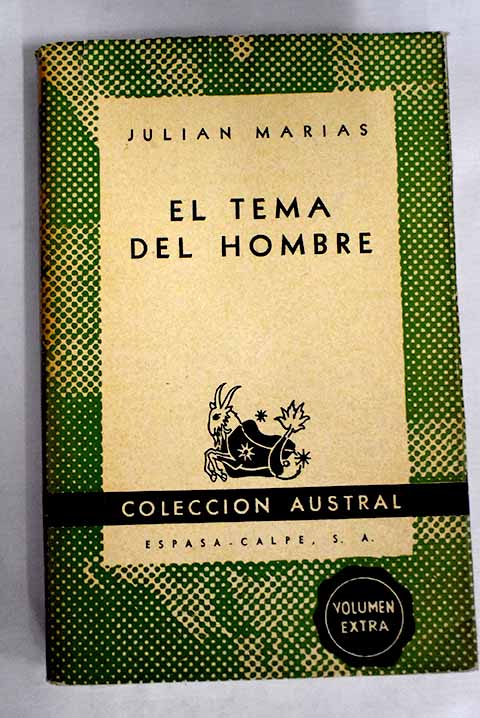 JULIAN MARIAS
EL TEMA
DEL HOMBRE
COLECCION AUSTRAL
ESPASA-CALPE, S. A.
VOLUMEN
EXTRA